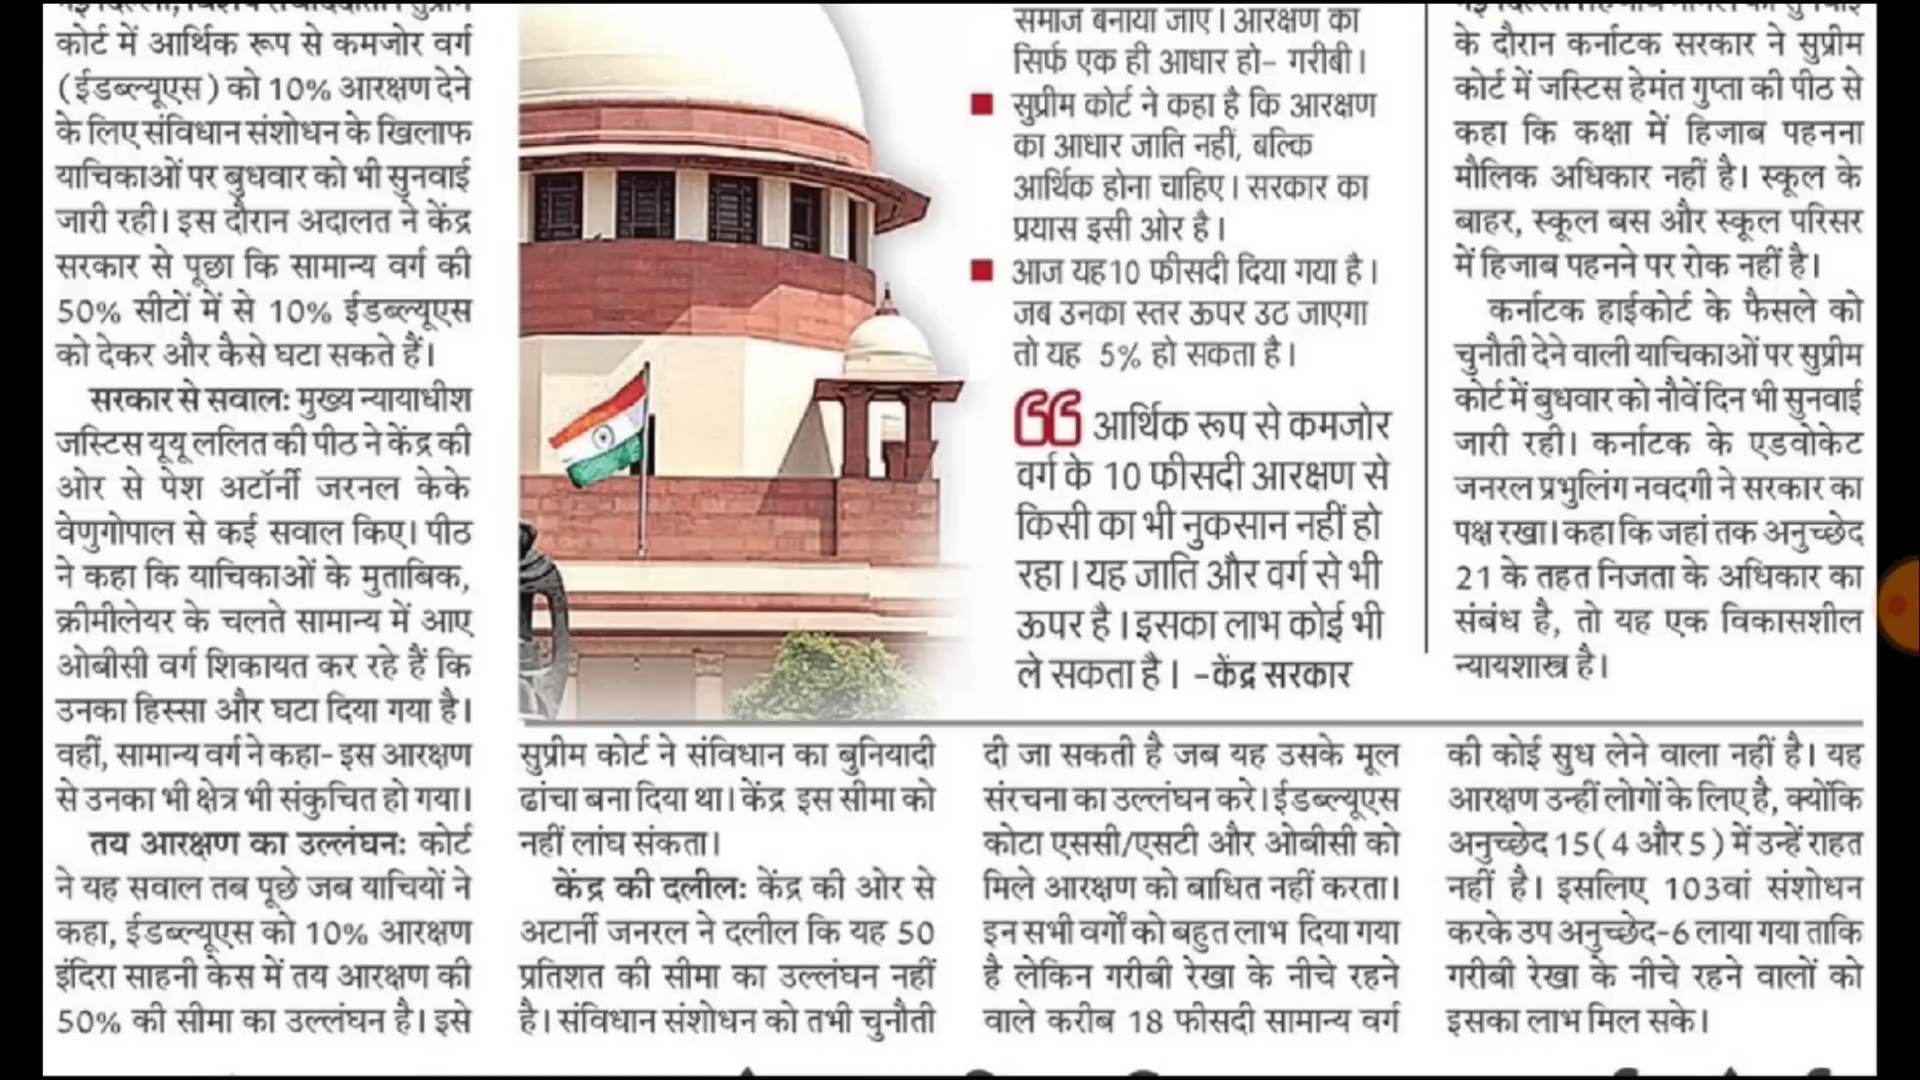 कोर्ट में आर्थिक रूप से कमजोर वर्ग
(ईडब्ल्यूएस) को 10% आरक्षण देने
के लिए संविधान संशोधन के खिलाफ
याचिकाओं पर बुधवार को भी सुनवाई
जारी रही। इस दौरान अदालत ने केंद्र
सरकार से पूछा कि सामान्य वर्ग की
50% सीटों में से 10% ईडब्ल्यूएस
को देकर और कैसे घटा सकते हैं।
सरकार से सवाल: मुख्य न्यायाधीश
जस्टिस यूयू ललित की पीठ ने केंद्र की
ओर से पेश अटॉर्नी जरनल केके
वेणुगोपाल से कई सवाल किए। पीठ
ने कहा कि याचिकाओं के मुताबिक,
क्रीमीलेयर के चलते सामान्य में आए
ओबीसी वर्ग शिकायत कर रहे हैं कि
उनका हिस्सा और घटा दिया गया है।
वहीं, सामान्य वर्ग ने कहा- इस आरक्षण
से उनका भी क्षेत्र भी संकुचित हो गया।
तय आरक्षण का उल्लंघन: कोर्ट
ने यह सवाल तब पूछे जब याचियों ने
कहा, ईडब्ल्यूएस को 10% आरक्षण
इंदिरा साहनी केस में तय आरक्षण की
50% की सीमा का उल्लंघन है। इसे
सुप्रीम कोर्ट ने संविधान का बुनियादी
ढांचा बना दिया था। केंद्र इस सीमा को
नहीं लांघ संकता।
केंद्र की दलील: केंद्र की ओर से
अटार्नी जनरल ने दलील कि यह 50
प्रतिशत की सीमा का उल्लंघन नहीं
है। संविधान संशोधन को तभी चुनौती
दी जा सकती है जब यह उसके मूल
संरचना का उल्लंघन करे। ईडब्ल्यूएस
कोटा एससी/एसटी और ओबीसी को
मिले आरक्षण को बाधित नहीं करता।
इन सभी वर्गों को बहुत लाभ दिया गया
है लेकिन गरीबी रेखा के नीचे रहने
वाले करीब 18 फीसदी सामान्य वर्ग
की कोई सुध लेने वाला नहीं है। यह
आरक्षण उन्हीं लोगों के लिए है, क्योंकि
अनुच्छेद 15(4 और 5) में उन्हें राहत
नहीं है। इसलिए 103वां संशोधन
करके उप अनुच्छेद-6 लाया गया ताकि
गरीबी रेखा के नीचे रहने वालों को
इसका लाभ मिल सके।
समाज बनाया जाए। आरक्षण का
सिर्फ एक ही आधार हो- गरीबी।
सुप्रीम कोर्ट ने कहा है कि आरक्षण
का आधार जाति नहीं, बल्कि
आर्थिक होना चाहिए। सरकार का
प्रयास इसी ओर है।
आज यह10 फीसदी दिया गया है।
जब उनका स्तर ऊपर उठ जाएगा
तो यह 5% हो सकता है।
आर्थिक रूप से कमजोर
वर्ग के 10 फीसदी आरक्षण से
किसी का भी नुकसान नहीं हो
रहा। यह जाति और वर्ग से भी
ऊपर है। इसका लाभ कोई भी
ले सकता है। -केंद्र सरकार
के दौरान कर्नाटक सरकार ने सुप्रीम
कोर्ट में जस्टिस हेमंत गुप्ता की पीठ से
कहा कि कक्षा में हिजाब पहनना
मौलिक अधिकार नहीं है। स्कूल के
बाहर, स्कूल बस और स्कूल परिसर
में हिजाब पहनने पर रोक नहीं है।
कर्नाटक हाईकोर्ट के फैसले को
चुनौती देने वाली याचिकाओं पर सुप्रीम
कोर्ट में बुधवार को नौवें दिन भी सुनवाई
जारी रही। कर्नाटक के एडवोकेट
जनरल प्रभुलिंग नवदगी ने सरकार का
पक्ष रखा। कहा कि जहां तक अनुच्छेद
21 के तहत निजता के अधिकार का
संबंध है, तो यह एक विकासशील
न्यायशास्त्र है।